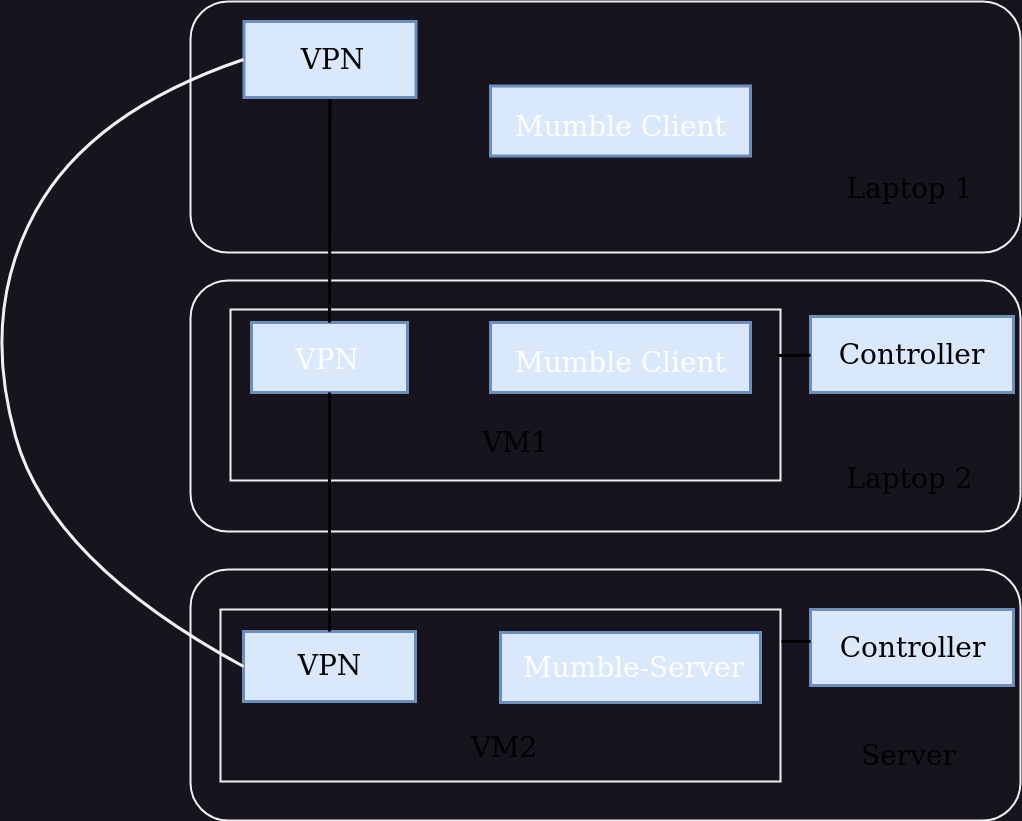 VPN
Mumble Client
Laptop 1
VPN
Mumble Client
Controller
VM1
Laptop 2
VPN
Mumble-Server
Controller
VM2
Server